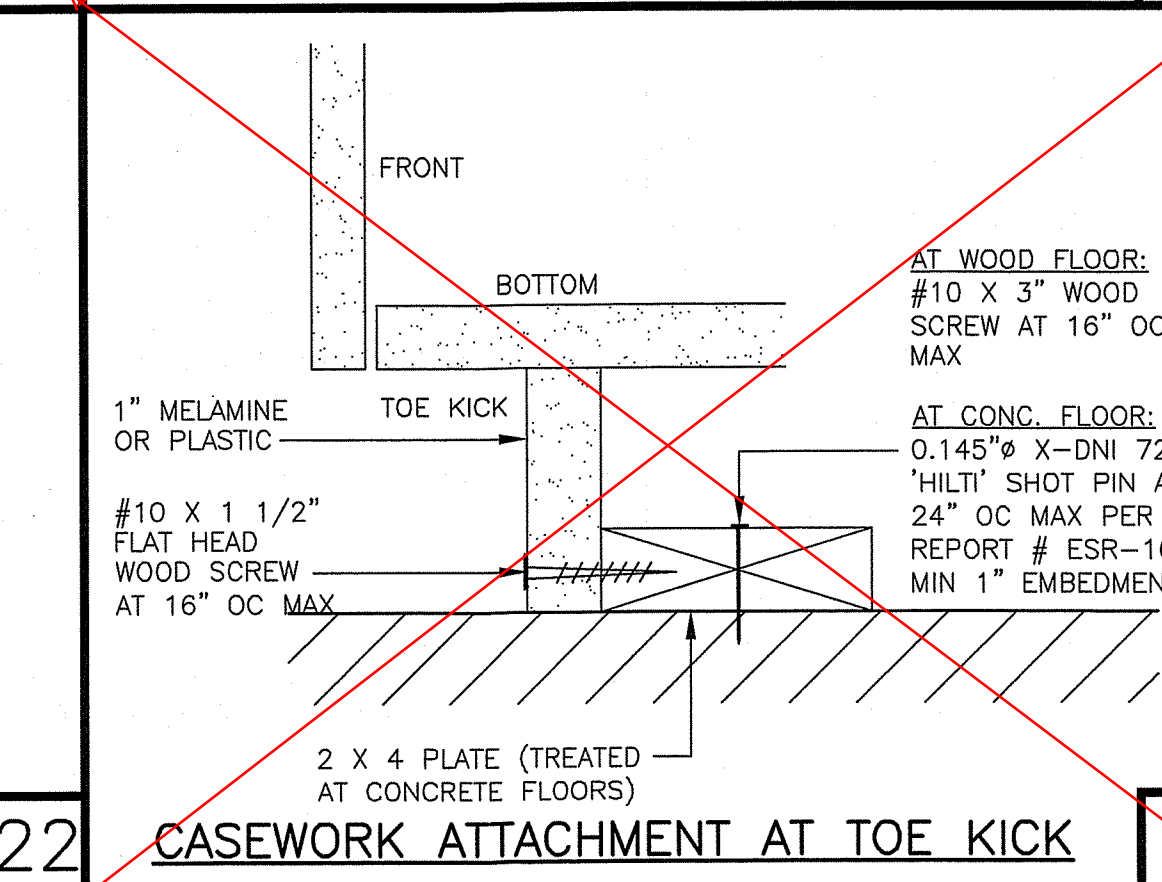 FRONT
BOTTOM
AT WOOD FLOOR:
#10 X 3" WOOD
SCREW AT 16" OC
MAX
1" MELAMINE
OR PLASTIC
TOE KICK
AT CONC. FLOOR:
0.145"ø X-DNI 72
'HILTI' SHOT PIN A
24" OC MAX PER
REPORT # ESR-16
MIN 1" EMBEDMEN
#10 X 1 1/2"
FLAT HEAD
WOOD SCREW
AT 16" OC MAX
2 X 4 PLATE (TREATED
AT CONCRETE FLOORS)
22
CASEWORK ATTACHMENT AT TOE KICK